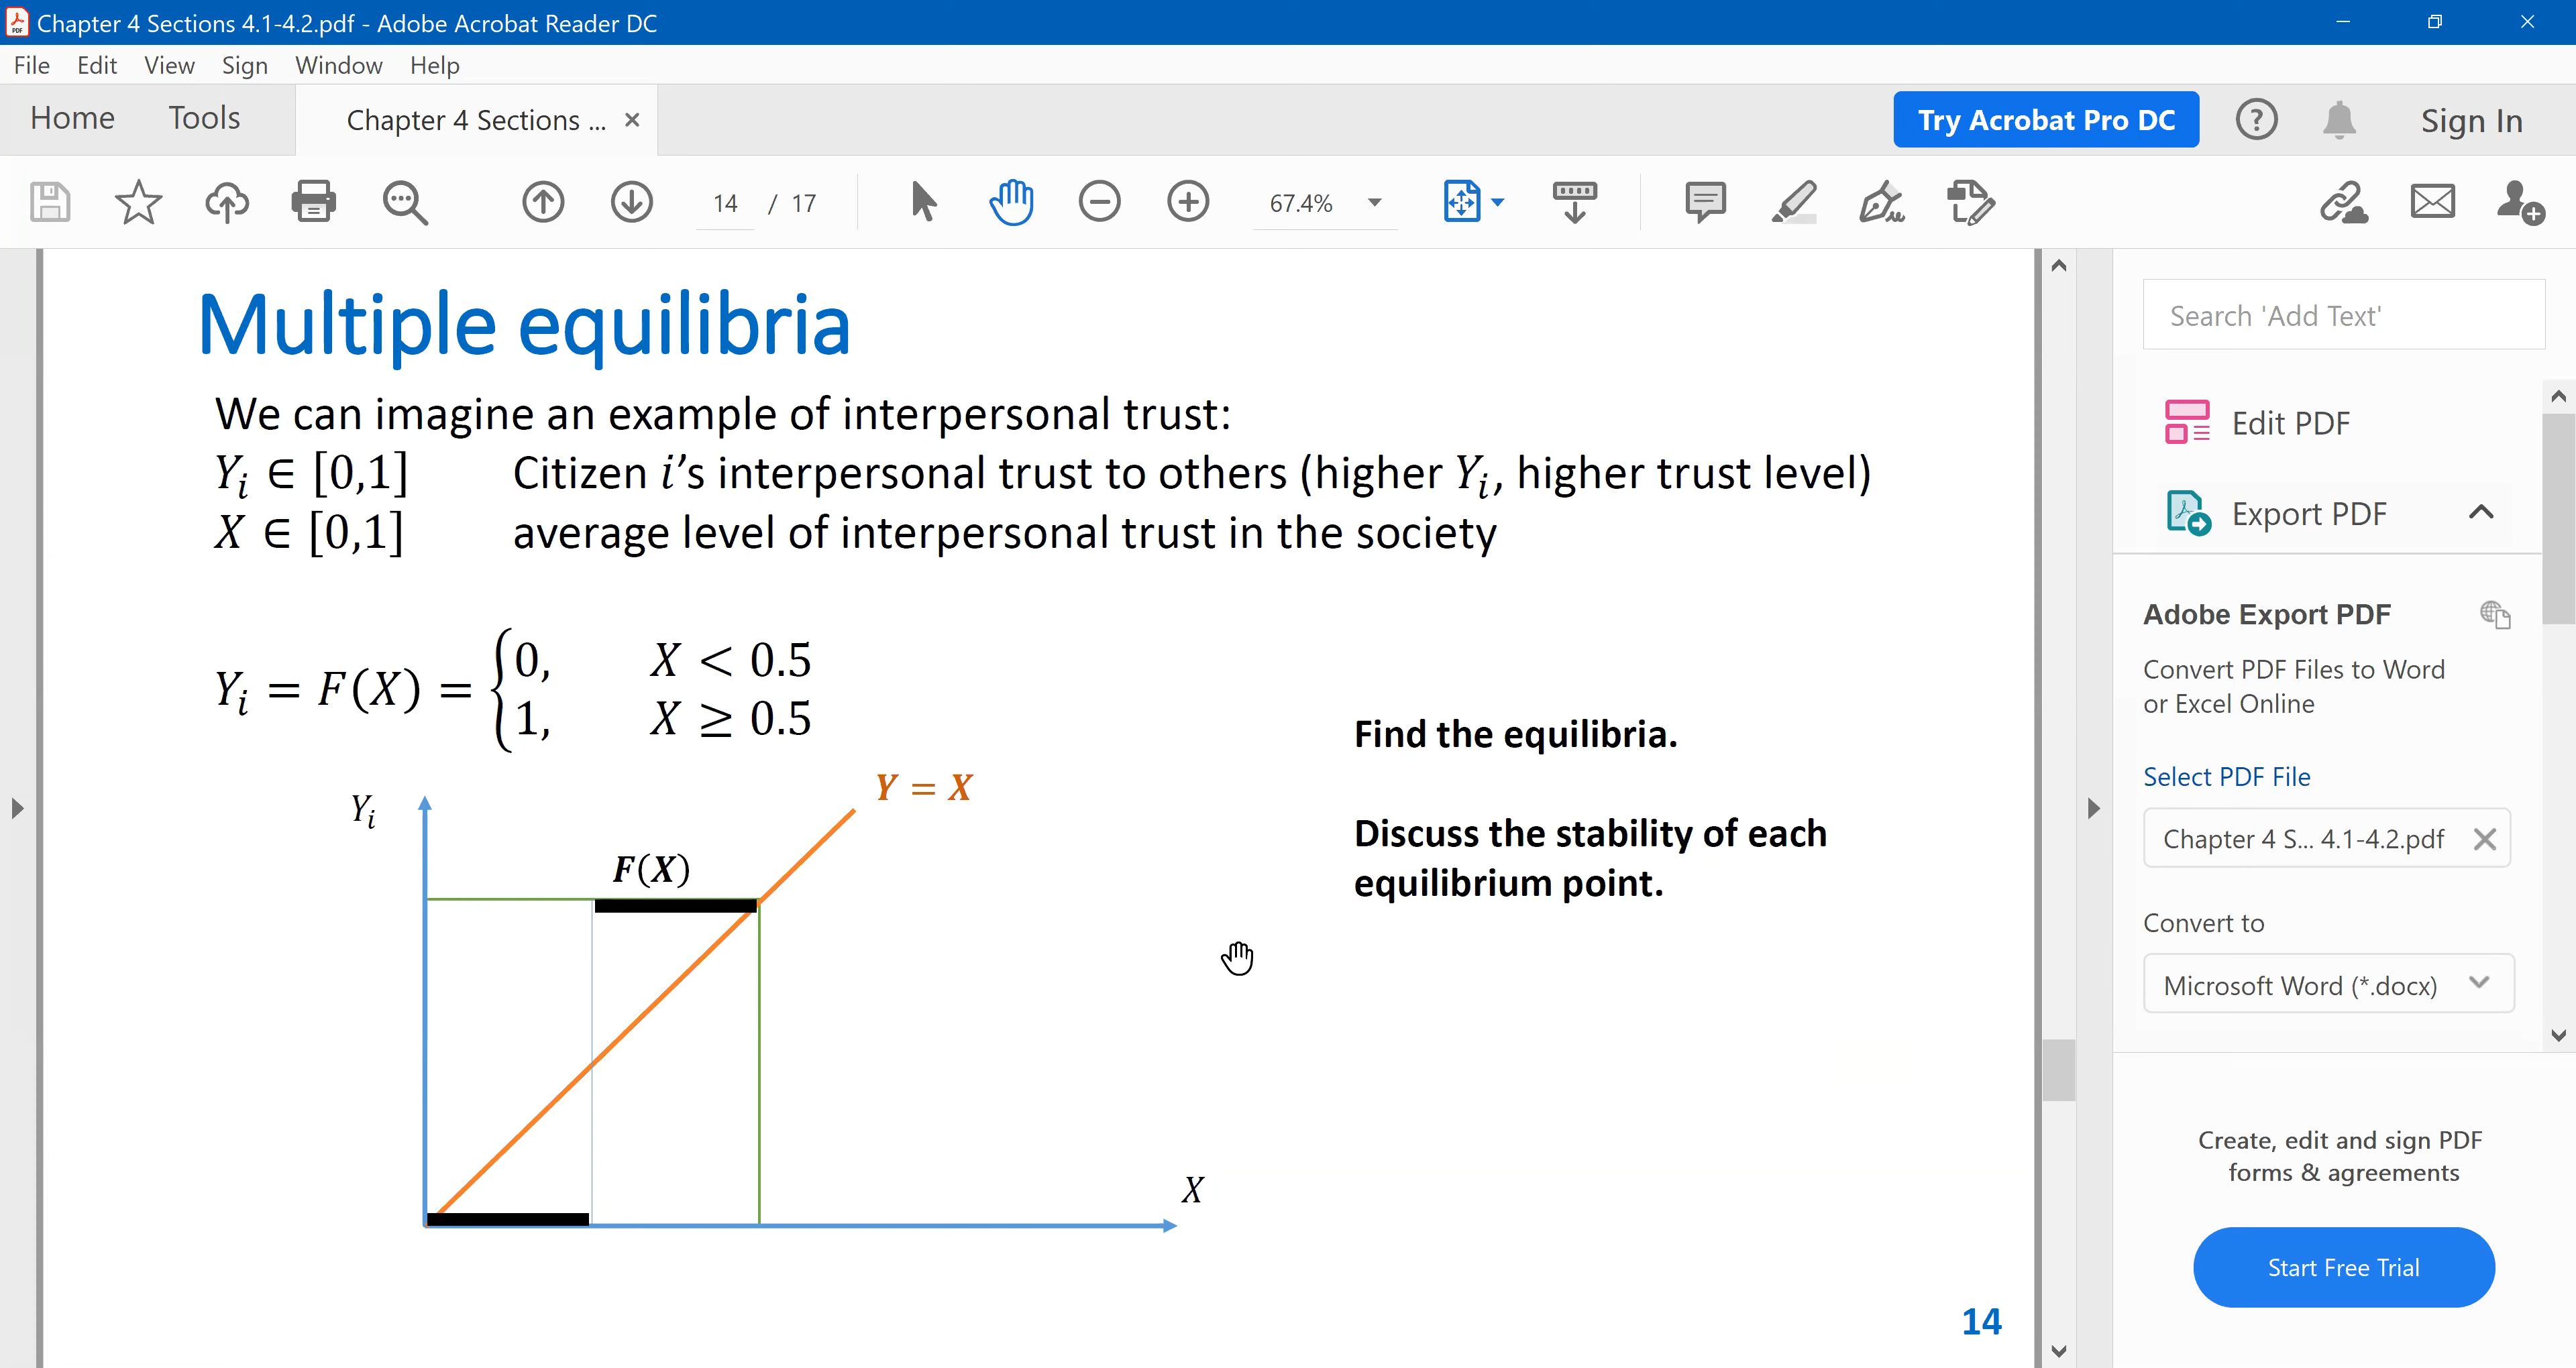 Chapter 4 Sections 4.1-4.2.pdf - Adobe Acrobat Reader DC
File Edit View Sign Window Help
Home Tools Chapter 4 Sections ... × Try Acrobat Pro DC ? Sign In
14 / 17 67.4%
Multiple equilibria
We can imagine an example of interpersonal trust:
Yᵢ ∈ [0,1] Citizen i's interpersonal trust to others (higher Yᵢ, higher trust level)
X ∈ [0,1] average level of interpersonal trust in the society
Yᵢ = F(X) = {0, X < 0.5
1, X ≥ 0.5
Find the equilibria.
Discuss the stability of each
equilibrium point.
Y = X
Yᵢ
F(X)
X
14
Search 'Add Text'
Edit PDF
Export PDF
Adobe Export PDF
Convert PDF Files to Word
or Excel Online
Select PDF File
Chapter 4 S... 4.1-4.2.pdf
Convert to
Microsoft Word (*.docx)
Create, edit and sign PDF
forms & agreements
Start Free Trial